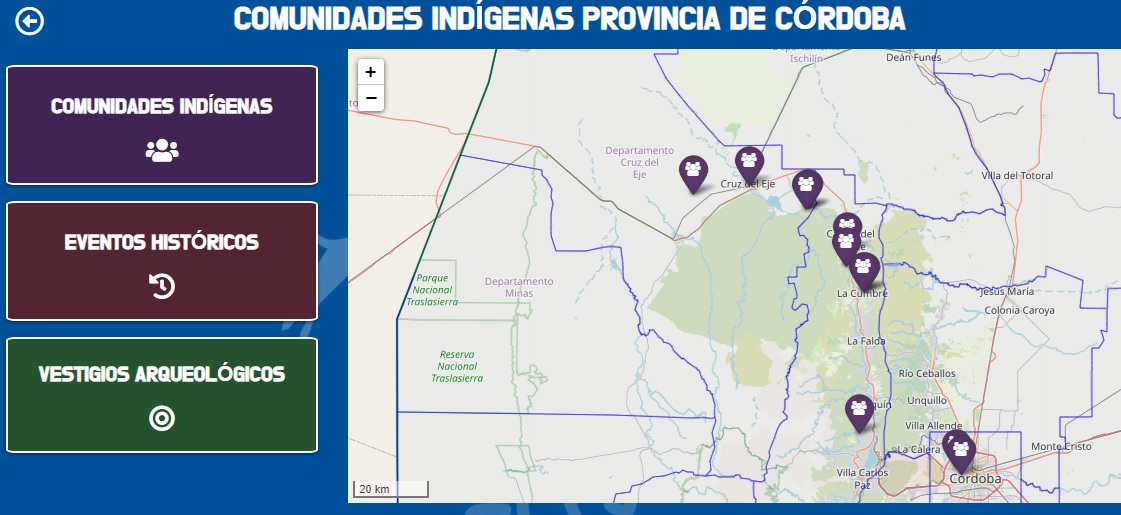 COMUNIDADES INDÍGENAS PROVINCIA DE CÓRDOBA
COMUNIDADES INDÍGENAS
EVENTOS HISTÓRICOS
VESTIGIOS ARQUEOLÓGICOS
+
−
Ischilín
Deán Funes
Departamento
Cruz del
Eje
Cruz del Eje
Villa del Totoral
del
La Cumbre
Jesús María
Colonia Caroya
Parque
Nacional
Traslasierra
Departamento
Minas
La Falda
Reserva
Nacional
Traslasierra
Río Ceballos
Unquillo
Villa Allende
La Calera
Monte Cristo
Villa Carlos
Paz
Córdoba
20 km